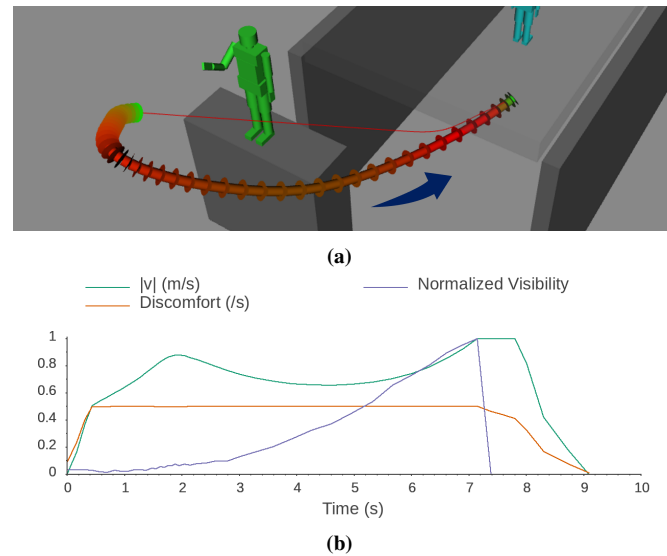 (a)
|v| (m/s)
Normalized Visibility
Discomfort (/s)
1
0.8
0.6
0.4
0.2
0
0 1 2 3 4 5 6 7 8 9 10
Time (s)
(b)